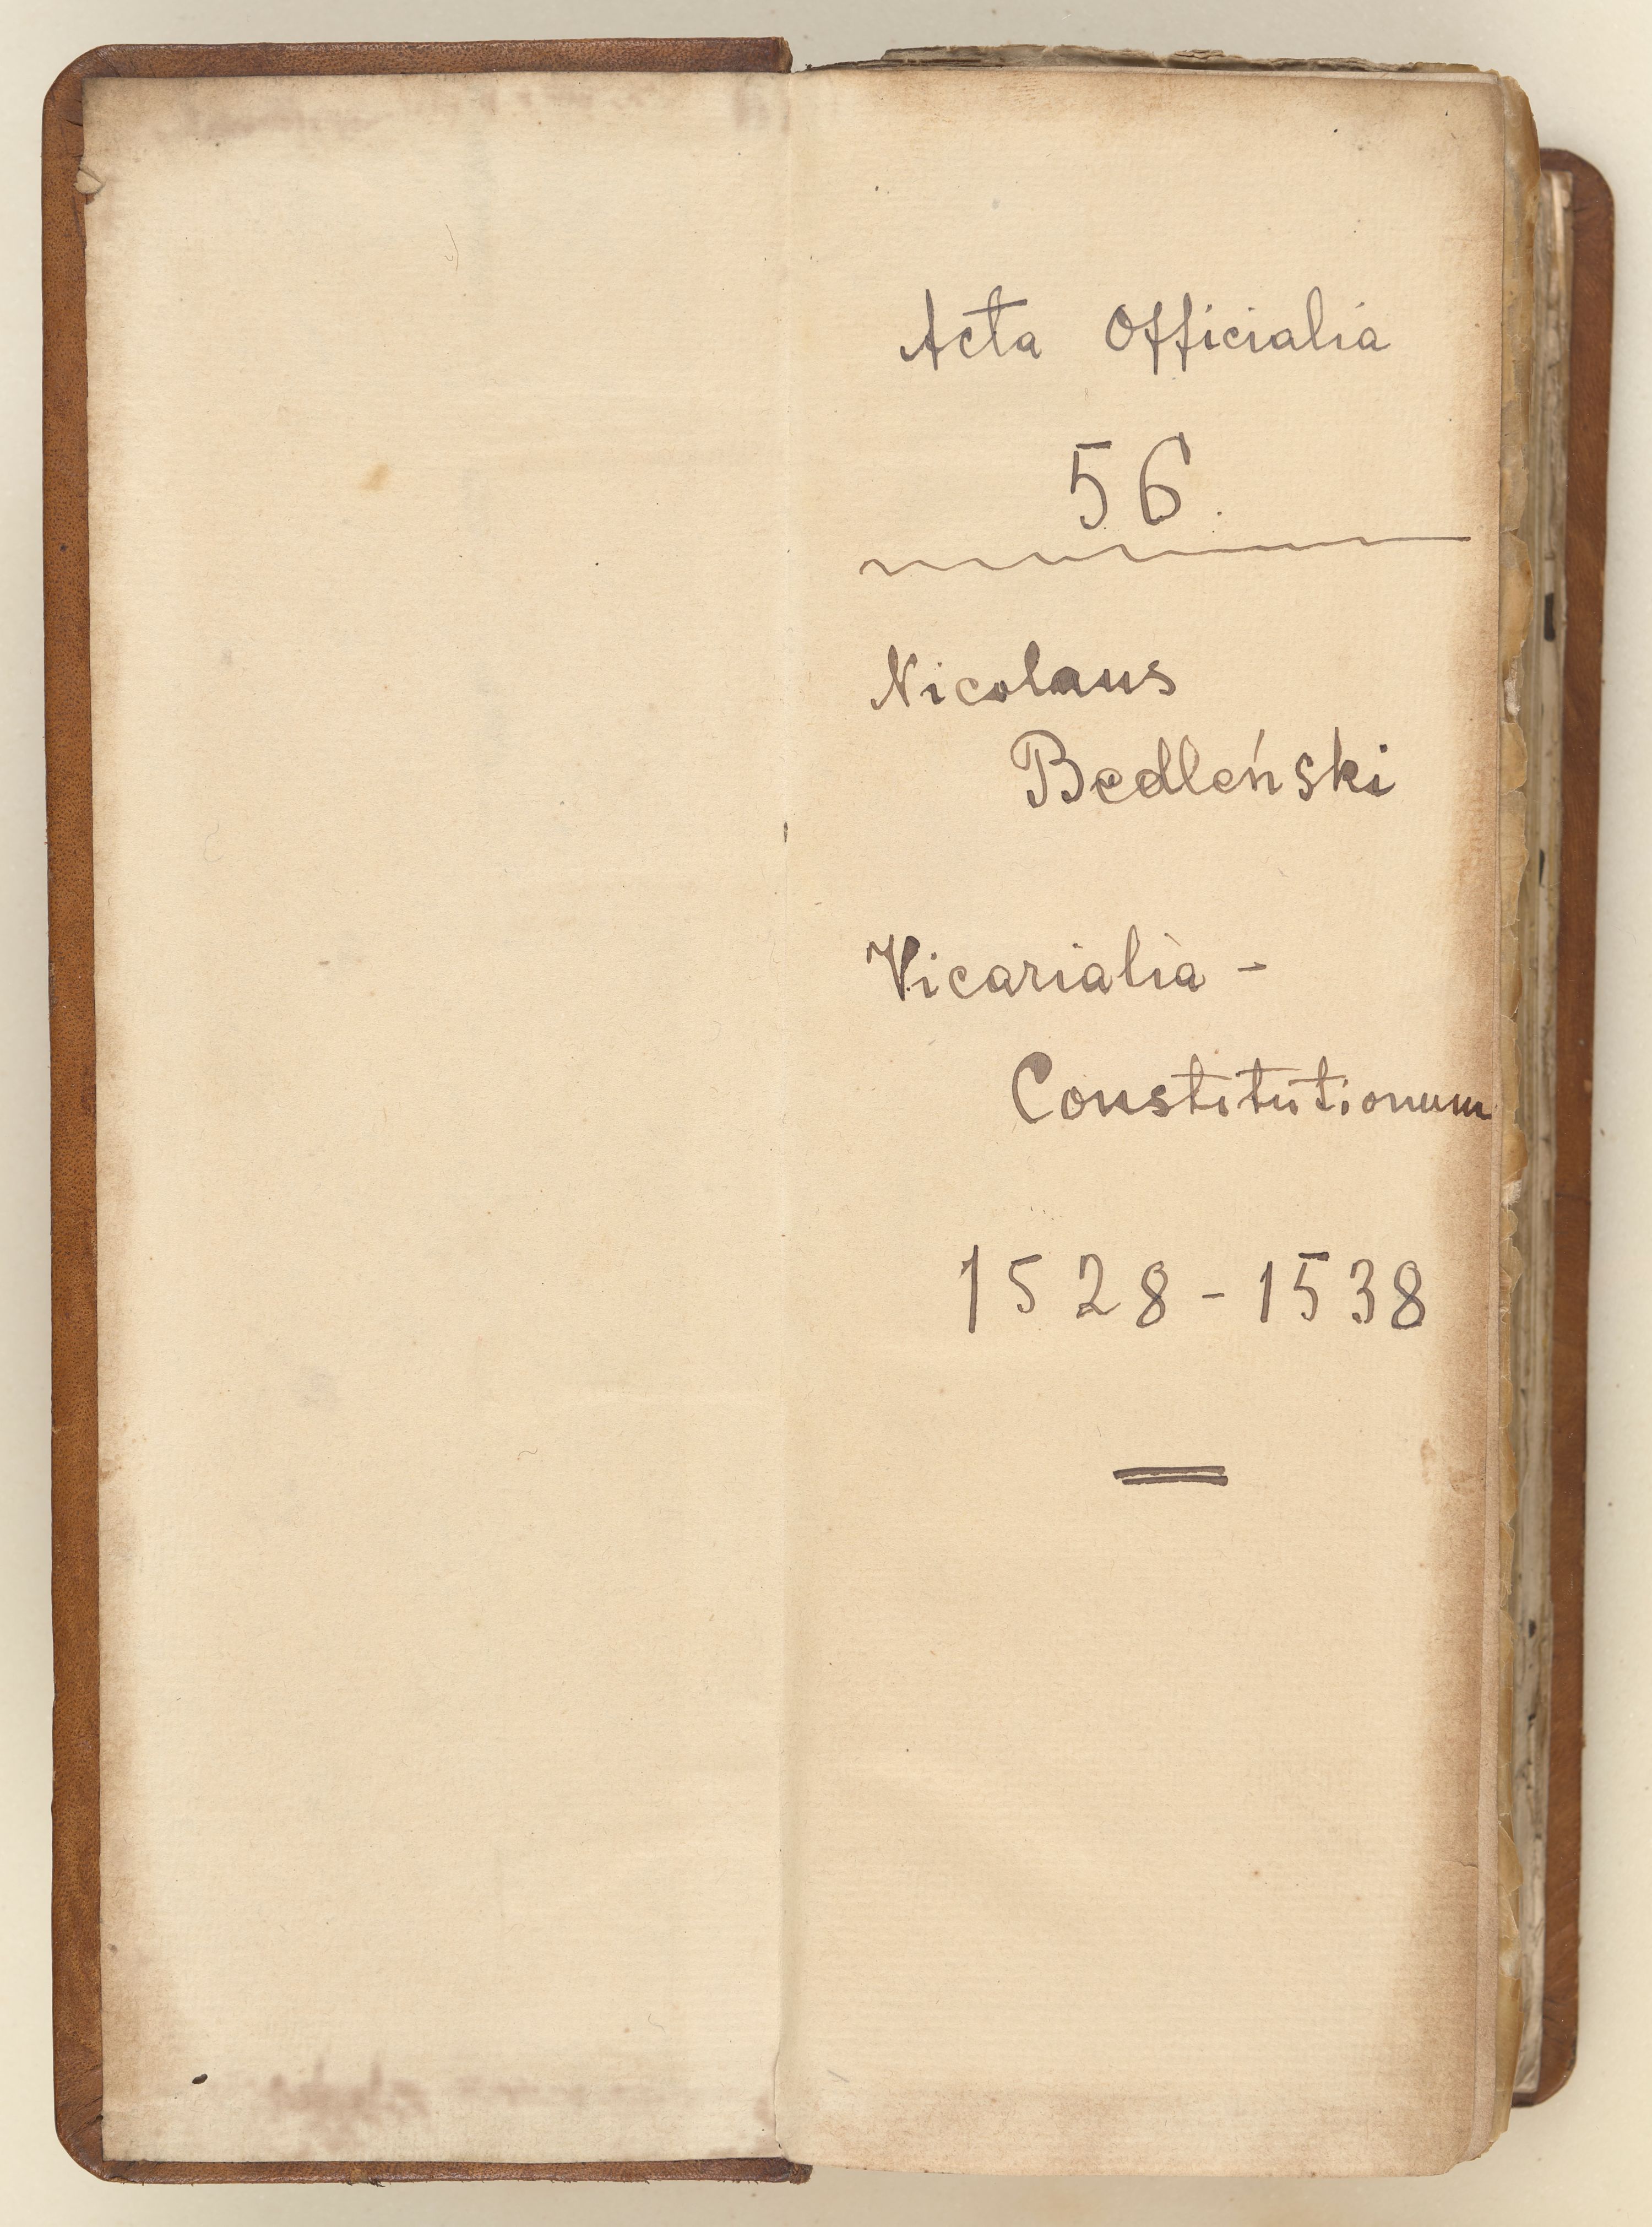 Acta Officialia
56.
Nicolaus
Bedleński
Vicarialia -
Constitutionum
1528-1538